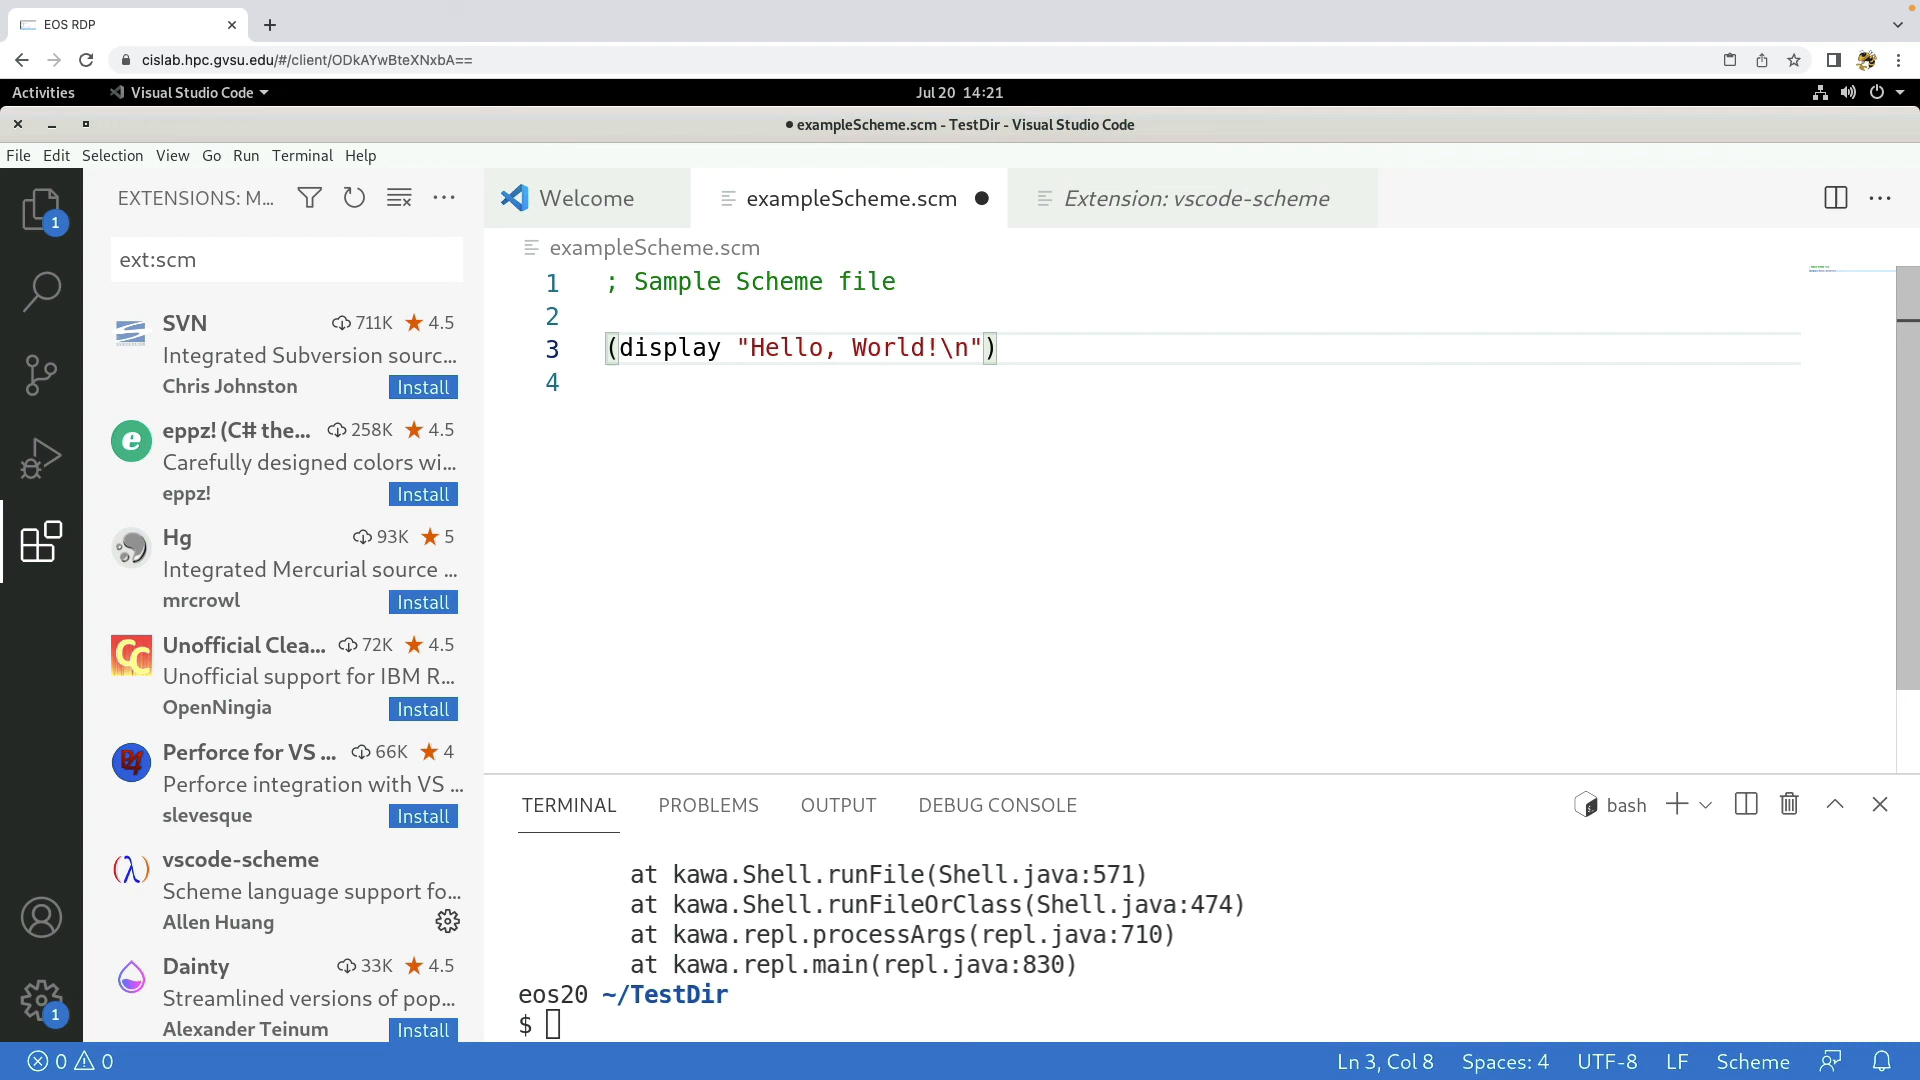 EOS RDP
cislab.hpc.gvsu.edu/#/client/ODkAYwBteXNxbA==
Activities Visual Studio Code Jul 20 14:21
● exampleScheme.scm - TestDir - Visual Studio Code
File Edit Selection View Go Run Terminal Help
EXTENSIONS: M...
Welcome exampleScheme.scm ● Extension: vscode-scheme
1
ext:scm
exampleScheme.scm
1 ; Sample Scheme file
2
3 (display "Hello, World!\n")
4
SVN 711K ★ 4.5
Integrated Subversion sourc...
Chris Johnston Install
eppz! (C# the... 258K ★ 4.5
Carefully designed colors wi...
eppz! Install
Hg 93K ★ 5
Integrated Mercurial source ...
mrcrowl Install
Unofficial Clea... 72K ★ 4.5
Unofficial support for IBM R...
OpenNingia Install
Perforce for VS ... 66K ★ 4
Perforce integration with VS ...
slevesque Install
vscode-scheme
Scheme language support fo...
Allen Huang
Dainty 33K ★ 4.5
Streamlined versions of pop...
Alexander Teinum Install
1
TERMINAL PROBLEMS OUTPUT DEBUG CONSOLE bash
at kawa.Shell.runFile(Shell.java:571)
at kawa.Shell.runFileOrClass(Shell.java:474)
at kawa.repl.processArgs(repl.java:710)
at kawa.repl.main(repl.java:830)
eos20 ~/TestDir
$
0 0 Ln 3, Col 8 Spaces: 4 UTF-8 LF Scheme